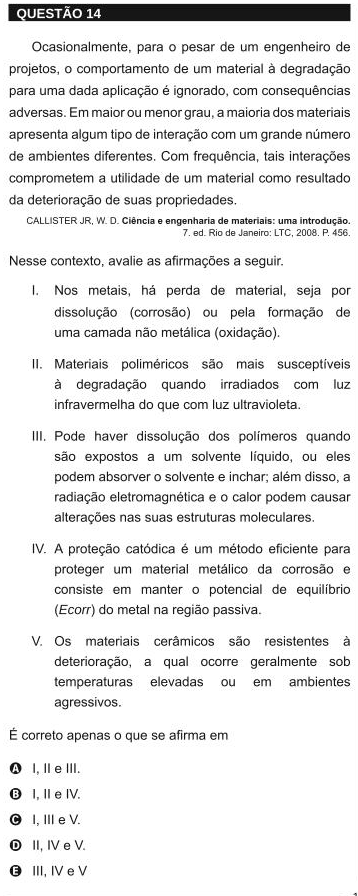 QUESTÃO 14
Ocasionalmente, para o pesar de um engenheiro de
projetos, o comportamento de um material à degradação
para uma dada aplicação é ignorado, com consequências
adversas. Em maior ou menor grau, a maioria dos materiais
apresenta algum tipo de interação com um grande número
de ambientes diferentes. Com frequência, tais interações
comprometem a utilidade de um material como resultado
da deterioração de suas propriedades.
CALLISTER JR, W. D. Ciência e engenharia de materiais: uma introdução.
7. ed. Rio de Janeiro: LTC, 2008. P. 456.
Nesse contexto, avalie as afirmações a seguir.
I. Nos metais, há perda de material, seja por
dissolução (corrosão) ou pela formação de
uma camada não metálica (oxidação).
II. Materiais poliméricos são mais susceptíveis
à degradação quando irradiados com luz
infravermelha do que com luz ultravioleta.
III. Pode haver dissolução dos polímeros quando
são expostos a um solvente líquido, ou eles
podem absorver o solvente e inchar; além disso, a
radiação eletromagnética e o calor podem causar
alterações nas suas estruturas moleculares.
IV. A proteção catódica é um método eficiente para
proteger um material metálico da corrosão e
consiste em manter o potencial de equilíbrio
(Ecorr) do metal na região passiva.
V. Os materiais cerâmicos são resistentes à
deterioração, a qual ocorre geralmente sob
temperaturas elevadas ou em ambientes
agressivos.
É correto apenas o que se afirma em
A I, II e III.
B I, II e IV.
C I, III e V.
D II, IV e V.
E III, IV e V